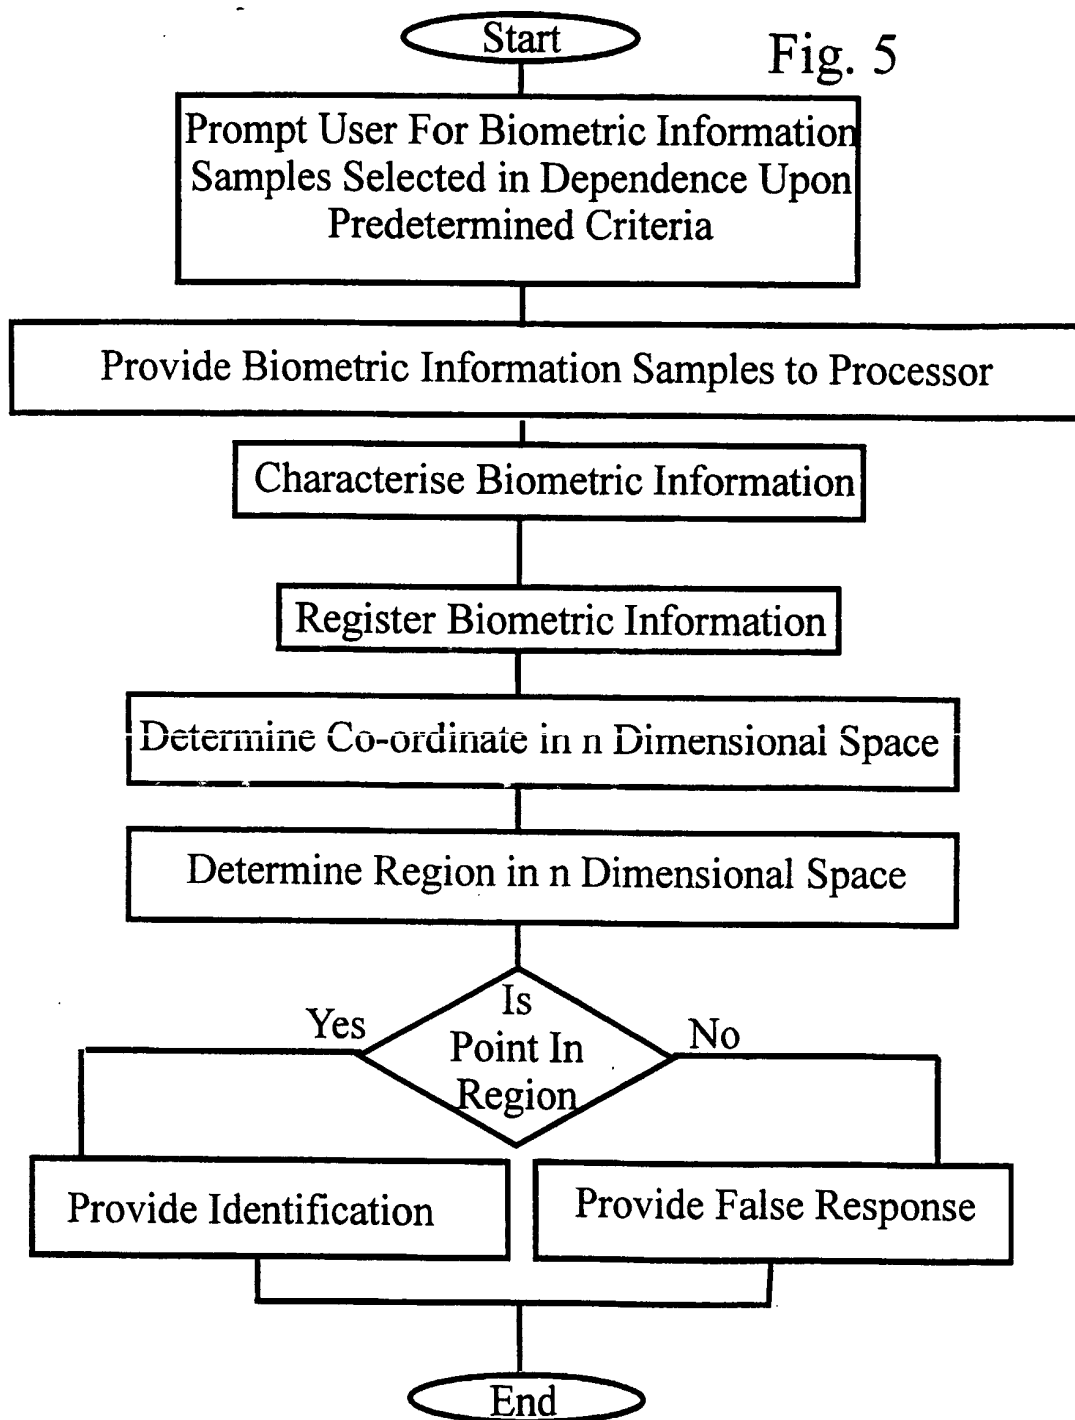 Start
Fig. 5
Prompt User For Biometric Information
Samples Selected in Dependence Upon
Predetermined Criteria
Provide Biometric Information Samples to Processor
Characterise Biometric Information
Register Biometric Information
Determine Co-ordinate in n Dimensional Space
Determine Region in n Dimensional Space
Is
Yes
No
Point In
Region
Provide Identification
Provide False Response
End